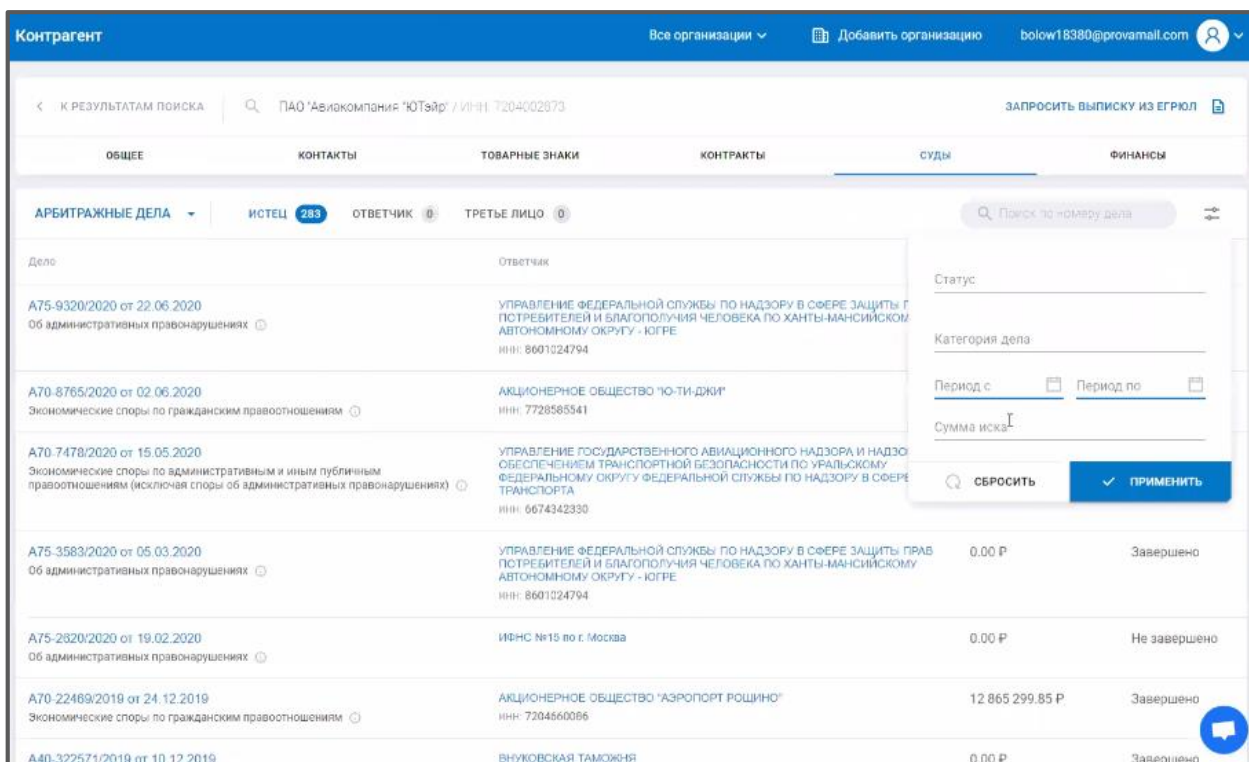 Контрагент
Все организации
Добавить организацию
bolow18380@provamail.com
К РЕЗУЛЬТАТАМ ПОИСКА
ПАО "Авиакомпания "ЮТэйр" / ИНН: 7204002873
ЗАПРОСИТЬ ВЫПИСКУ ИЗ ЕГРЮЛ
ОБЩЕЕ
КОНТАКТЫ
ТОВАРНЫЕ ЗНАКИ
КОНТРАКТЫ
СУДЫ
ФИНАНСЫ
АРБИТРАЖНЫЕ ДЕЛА
ИСТЕЦ 283
ОТВЕТЧИК 0
ТРЕТЬЕ ЛИЦО 0
Поиск по номеру дела
Дело
Ответчик
Статус
Категория дела
Период с
Период по
Сумма иска
СБРОСИТЬ
ПРИМЕНИТЬ
А75-9320/2020 от 22.06.2020
Об административных правонарушениях
УПРАВЛЕНИЕ ФЕДЕРАЛЬНОЙ СЛУЖБЫ ПО НАДЗОРУ В СФЕРЕ ЗАЩИТЫ П
ПОТРЕБИТЕЛЕЙ И БЛАГОПОЛУЧИЯ ЧЕЛОВЕКА ПО ХАНТЫ-МАНСИЙСКОМ
АВТОНОМНОМУ ОКРУГУ - ЮГРЕ
ИНН: 8601024794
А70-8765/2020 от 02.06.2020
Экономические споры по гражданским правоотношениям
АКЦИОНЕРНОЕ ОБЩЕСТВО "Ю-ТИ-ДЖИ"
ИНН: 7728585541
А70-7478/2020 от 15.05.2020
Экономические споры по административным и иным публичным
правоотношениям (исключая споры об административных правонарушениях)
УПРАВЛЕНИЕ ГОСУДАРСТВЕННОГО АВИАЦИОННОГО НАДЗОРА И НАДЗО
ОБЕСПЕЧЕНИЕМ ТРАНСПОРТНОЙ БЕЗОПАСНОСТИ ПО УРАЛЬСКОМУ
ФЕДЕРАЛЬНОМУ ОКРУГУ ФЕДЕРАЛЬНОЙ СЛУЖБЫ ПО НАДЗОРУ В СФЕРЕ
ТРАНСПОРТА
ИНН: 6674342330
А75-3583/2020 от 05.03.2020
Об административных правонарушениях
УПРАВЛЕНИЕ ФЕДЕРАЛЬНОЙ СЛУЖБЫ ПО НАДЗОРУ В СФЕРЕ ЗАЩИТЫ ПРАВ
ПОТРЕБИТЕЛЕЙ И БЛАГОПОЛУЧИЯ ЧЕЛОВЕКА ПО ХАНТЫ-МАНСИЙСКОМУ
АВТОНОМНОМУ ОКРУГУ - ЮГРЕ
ИНН: 8601024794
0.00 ₽
Завершено
А75-2820/2020 от 19.02.2020
Об административных правонарушениях
ИФНС №15 по г. Москва
0.00 ₽
Не завершено
А70-22469/2019 от 24.12.2019
Экономические споры по гражданским правоотношениям
АКЦИОНЕРНОЕ ОБЩЕСТВО "АЭРОПОРТ РОЩИНО"
ИНН: 7204660086
12 865 299.85 ₽
Завершено
А40-322571/2019 от 10.12.2019
ВНУКОВСКАЯ ТАМОЖНЯ
0.00 ₽
Завершено